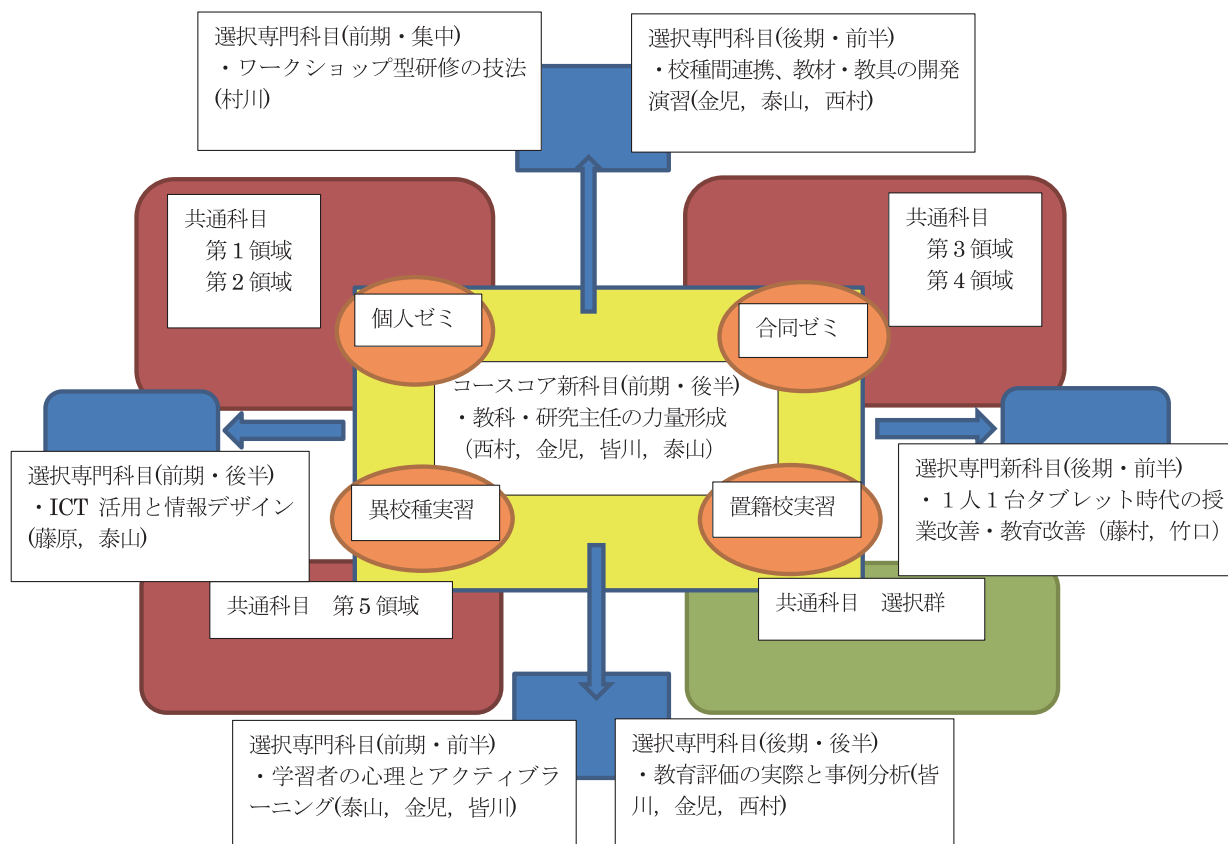 選択専門科目(前期・集中)
・ワークショップ型研修の技法
(村川)
選択専門科目(後期・前半)
・校種間連携、教材・教具の開発
演習(金児，泰山，西村)
共通科目
第１領域
第２領域
共通科目
第３領域
第４領域
個人ゼミ
合同ゼミ
コースコア新科目(前期・後半)
・教科・研究主任の力量形成
（西村，金児，皆川，泰山）
選択専門科目(前期・後半)
・ICT 活用と情報デザイン
(藤原，泰山)
異校種実習
置籍校実習
選択専門新科目(後期・前半)
・１人１台タブレット時代の授
業改善・教育改善（藤村，竹口）
共通科目　第５領域
共通科目　選択群
選択専門科目(前期・前半)
・学習者の心理とアクティブラ
ーニング(泰山，金児，皆川)
選択専門科目(後期・後半)
・教育評価の実際と事例分析(皆
川，金児，西村)